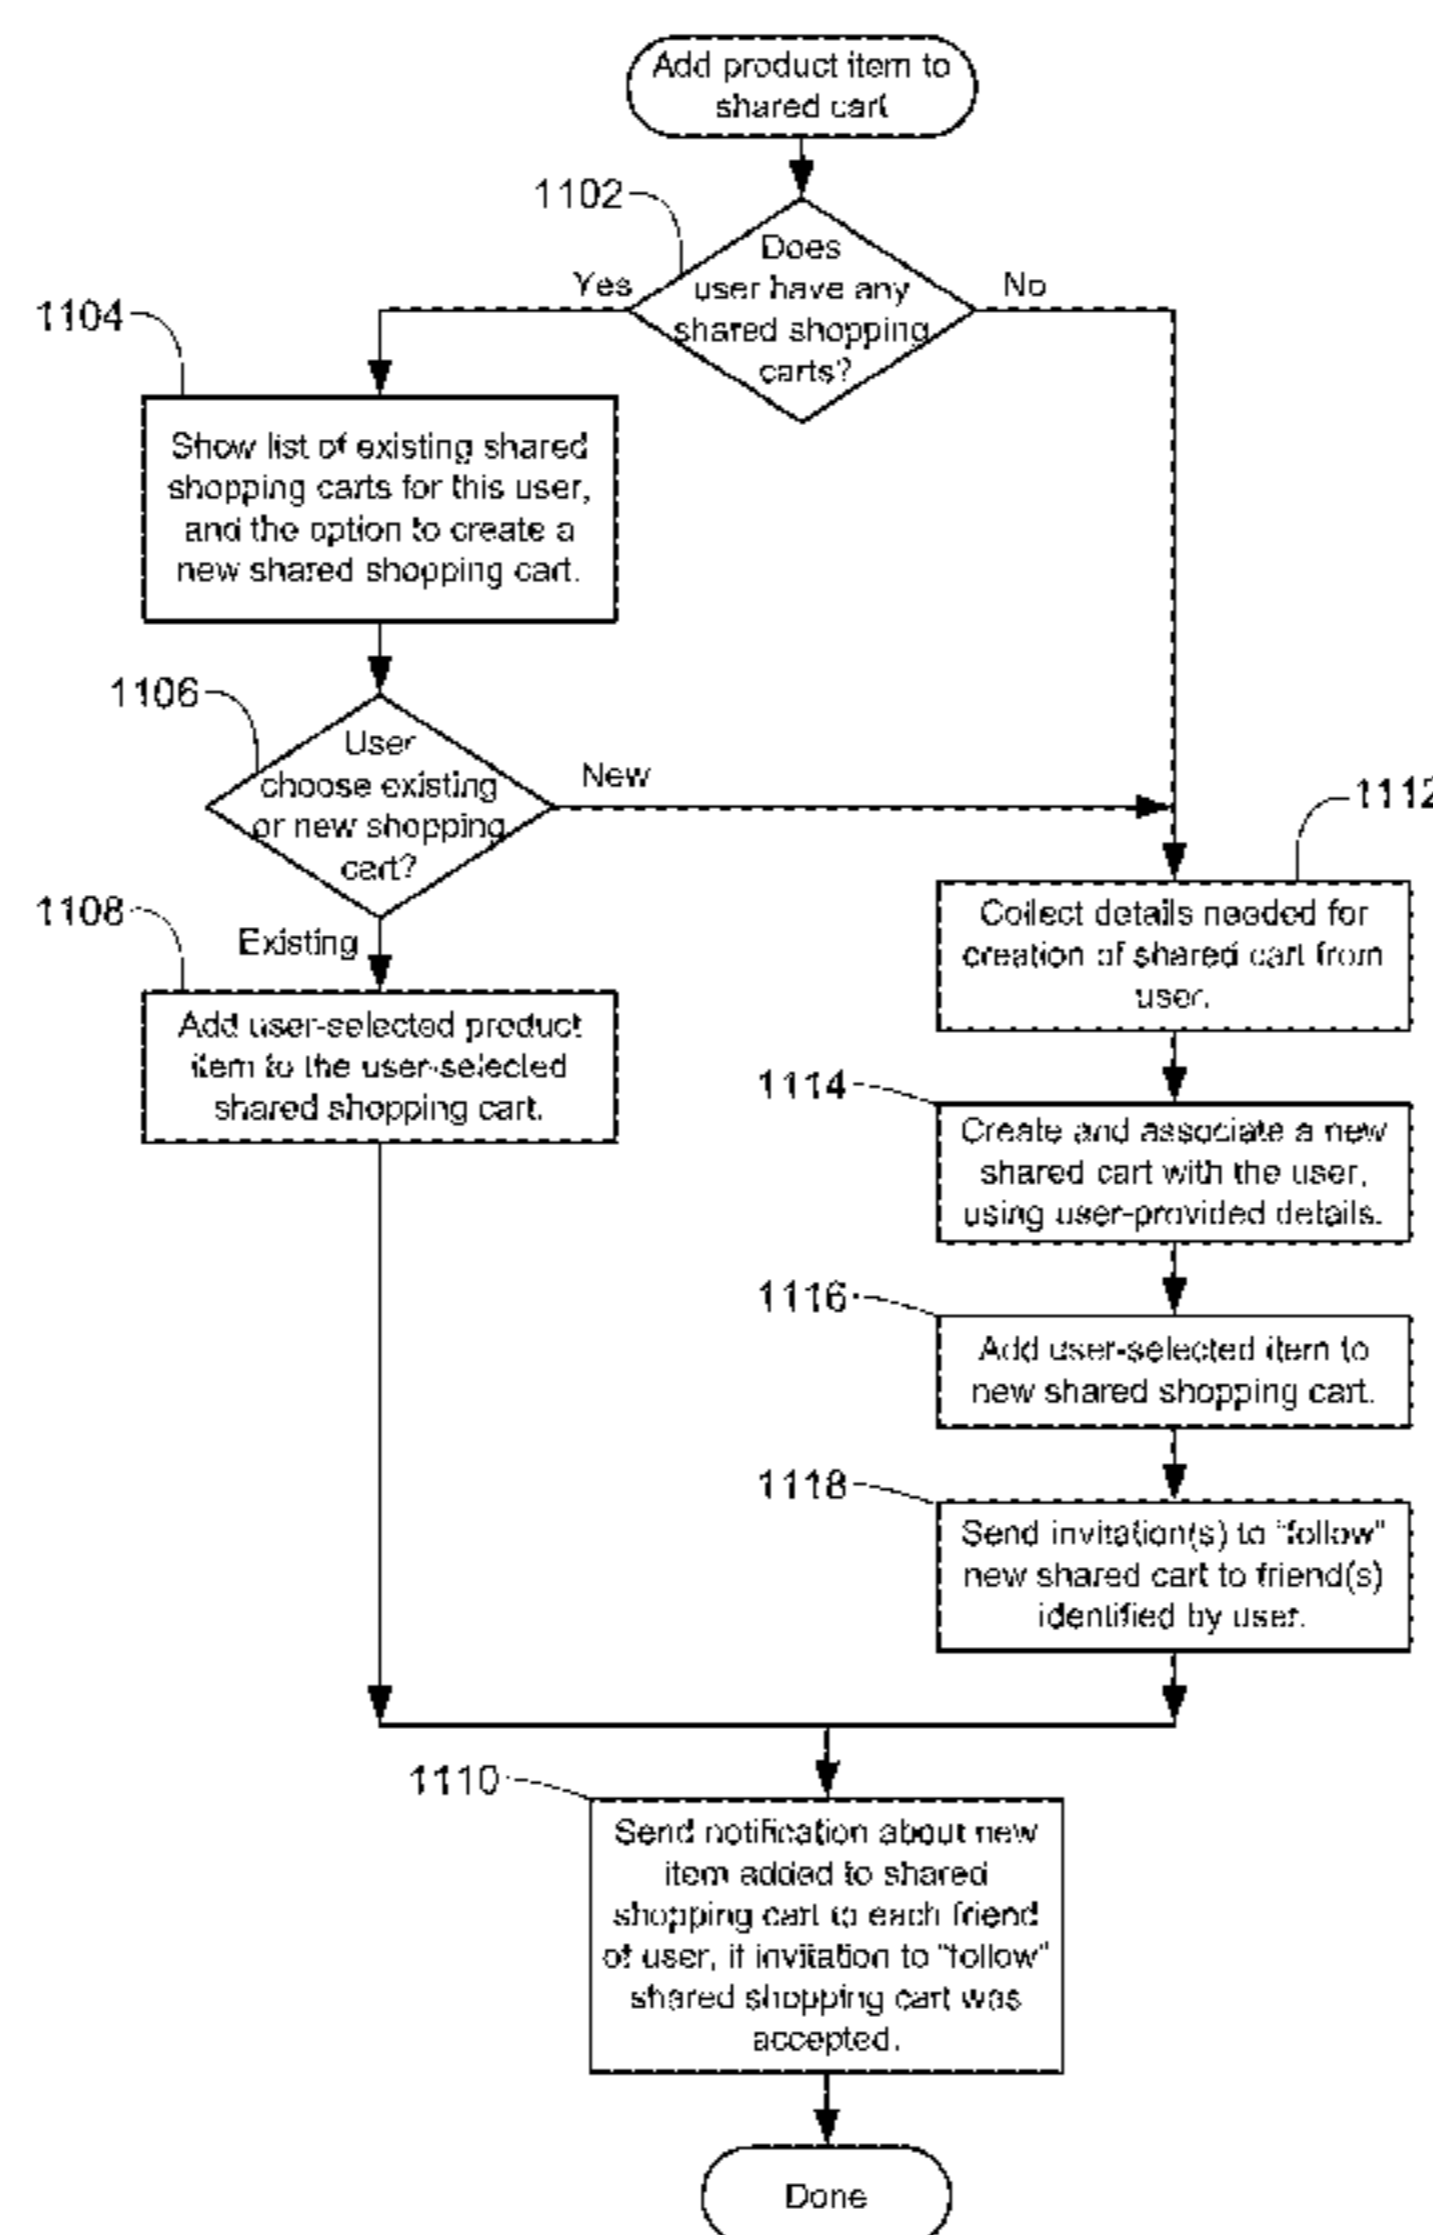 Add product item to
shared cart
1102
Does
user have any
shared shopping
carts?
Yes
No
1104
Show list of existing shared
shopping carts for this user,
and the option to create a
new shared shopping cart.
1106
User
choose existing
or new shopping
cart?
New
Existing
1108
Add user-selected product
item to the user-selected
shared shopping cart.
1112
Collect details needed for
creation of shared cart from
user.
1114
Create and associate a new
shared cart with the user,
using user-provided details.
1116
Add user-selected item to
new shared shopping cart.
1118
Send invitation(s) to "follow"
new shared cart to friend(s)
identified by user.
1110
Send notification about new
item added to shared
shopping cart to each friend
of user, if invitation to "follow"
shared shopping cart was
accepted.
Done